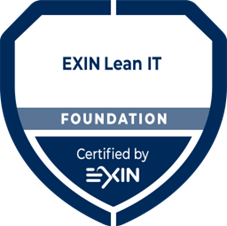 EXIN Lean IT
FOUNDATION
Certified by
EXIN